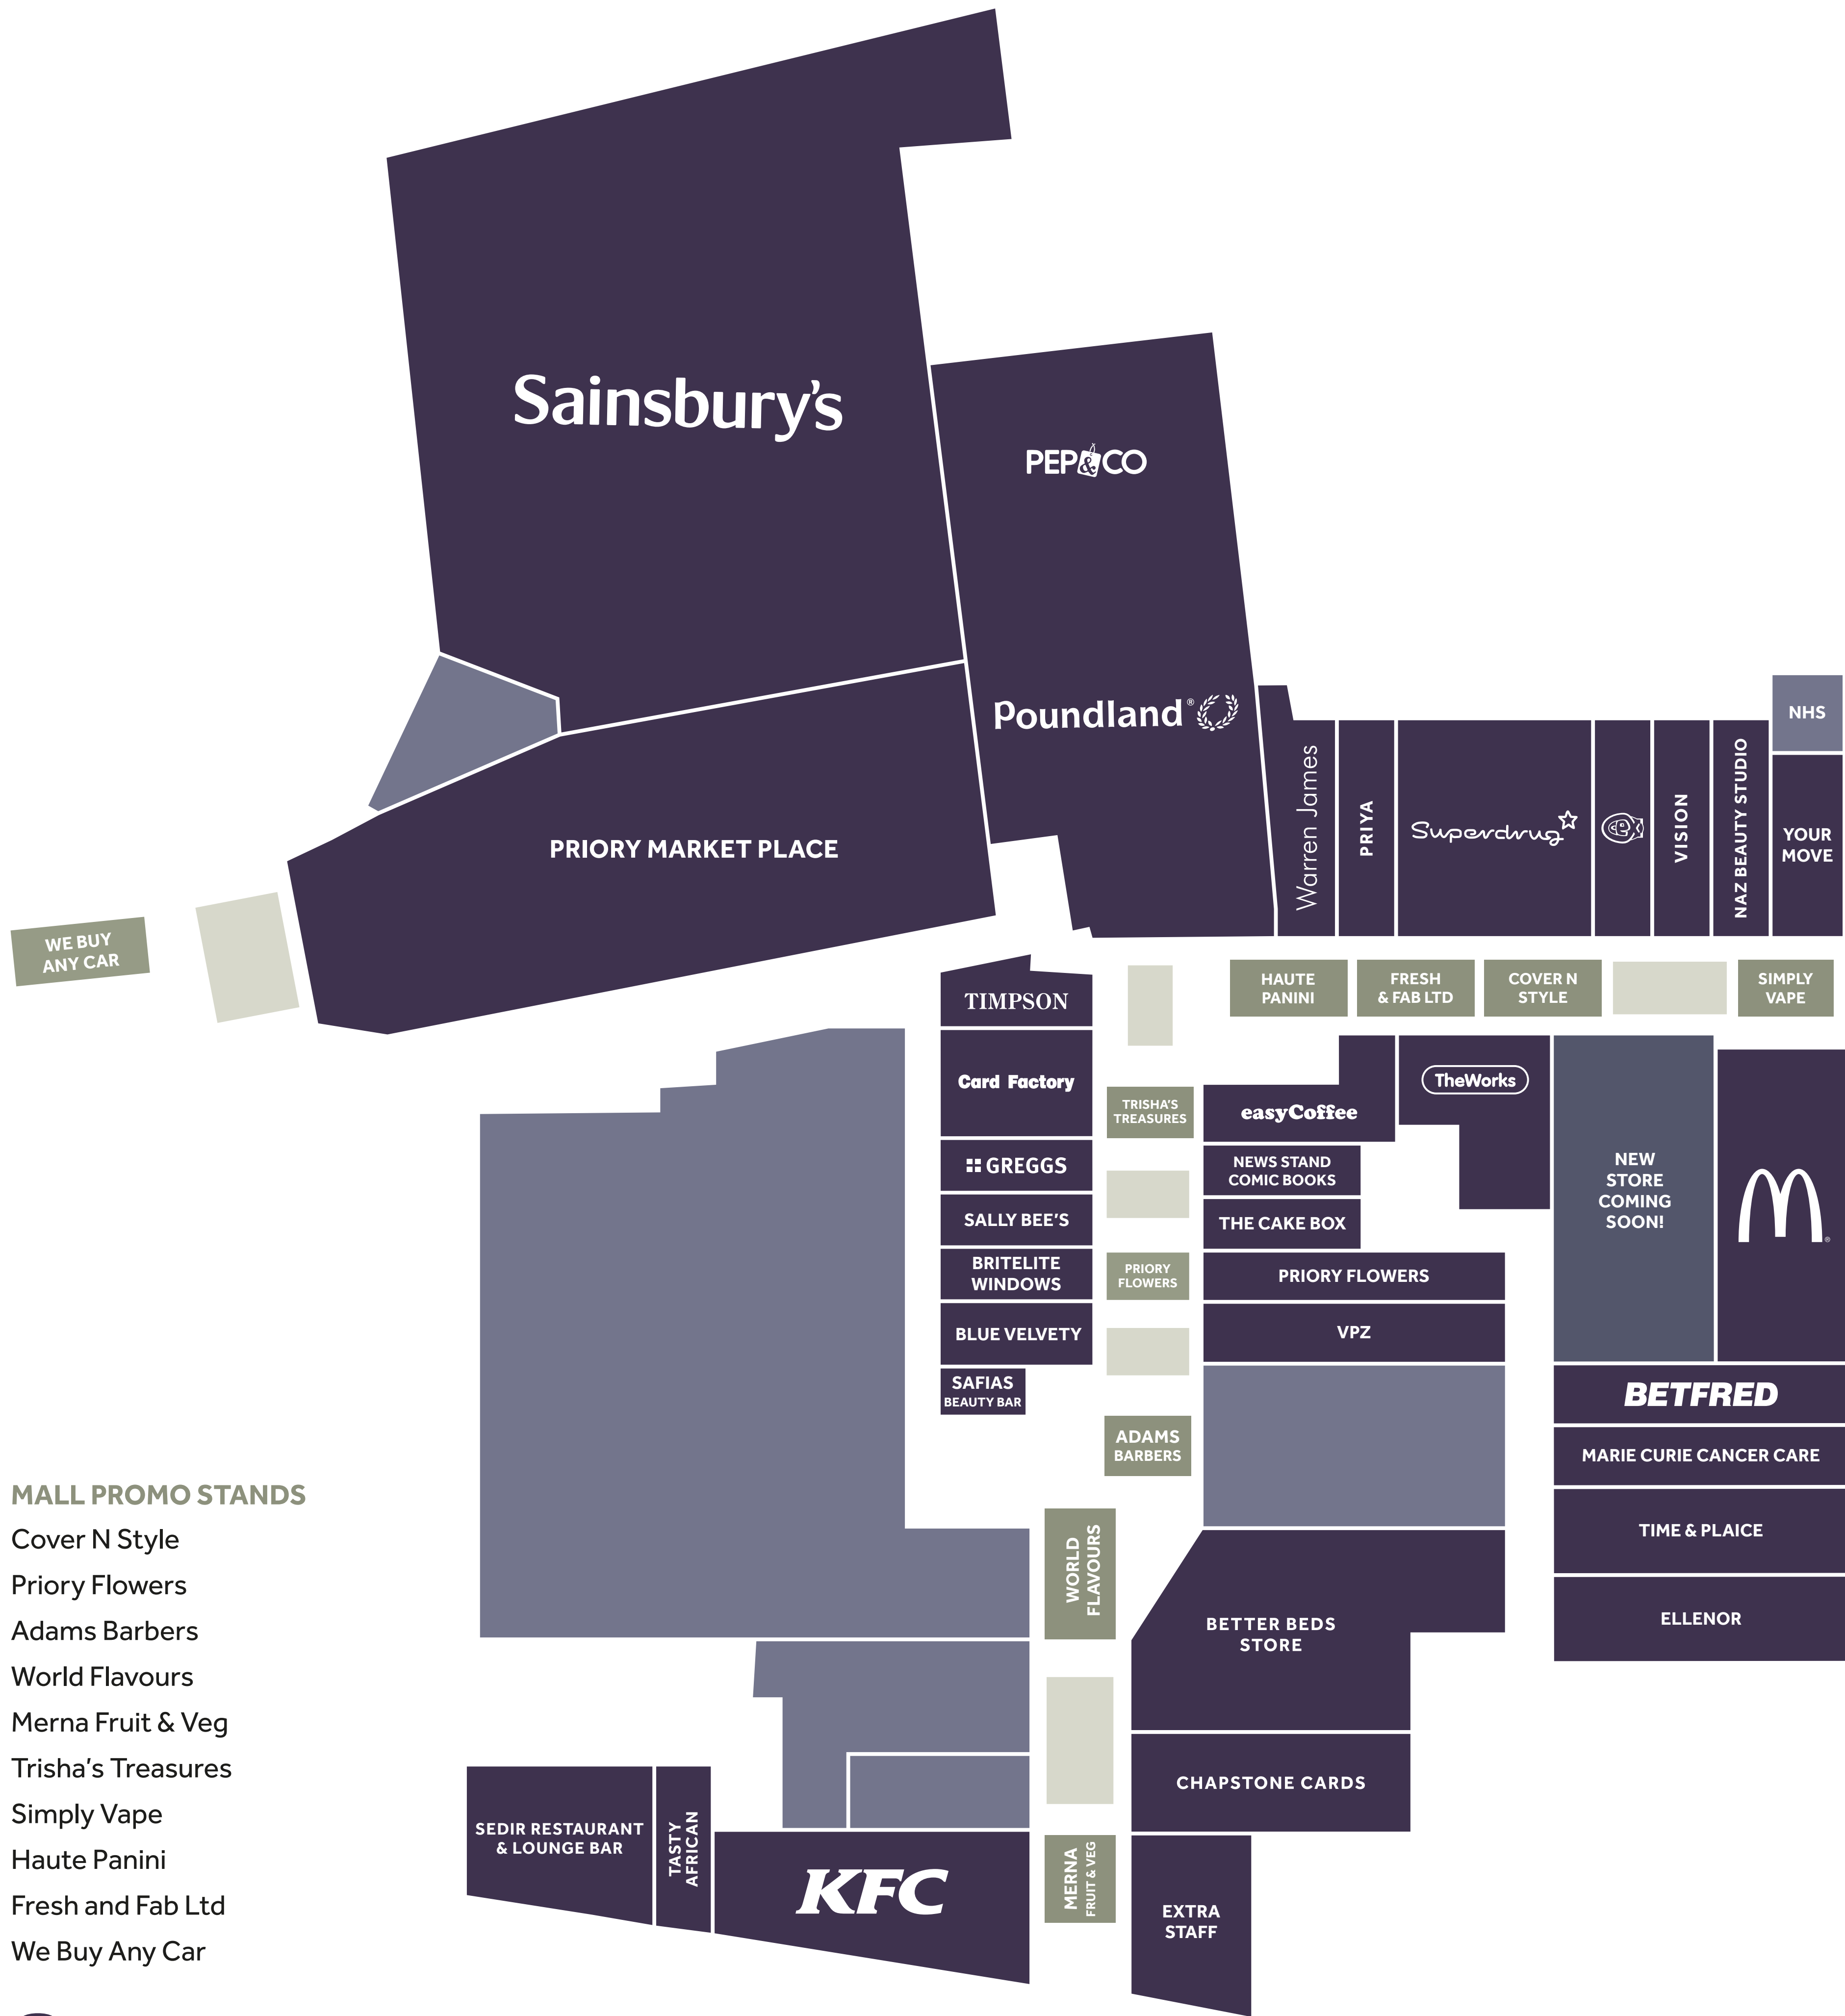 Sainsbury's
PEP&CO
Poundland®
Warren James
PRIYA
Superdrug
VISION
NAZ BEAUTY STUDIO
NHS
YOUR
MOVE
PRIORY MARKET PLACE
WE BUY
ANY CAR
TIMPSON
HAUTE
PANINI
FRESH
& FAB LTD
COVER N
STYLE
SIMPLY
VAPE
Card Factory
TRISHA'S
TREASURES
easyCoffee
TheWorks
NEW
STORE
COMING
SOON!
®
GREGGS
NEWS STAND
COMIC BOOKS
SALLY BEE'S
THE CAKE BOX
BRITELITE
WINDOWS
PRIORY
FLOWERS
PRIORY FLOWERS
BLUE VELVETY
VPZ
SAFIAS
BEAUTY BAR
BETFRED
ADAMS
BARBERS
MARIE CURIE CANCER CARE
WORLD
FLAVOURS
TIME & PLAICE
BETTER BEDS
STORE
ELLENOR
CHAPSTONE CARDS
SEDIR RESTAURANT
& LOUNGE BAR
TASTY
AFRICAN
KFC
MERNA
FRUIT & VEG
EXTRA
STAFF
MALL PROMO STANDS
Cover N Style
Priory Flowers
Adams Barbers
World Flavours
Merna Fruit & Veg
Trisha's Treasures
Simply Vape
Haute Panini
Fresh and Fab Ltd
We Buy Any Car